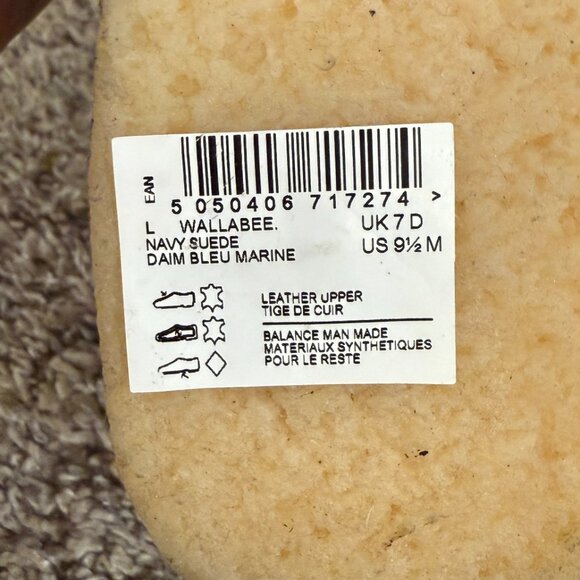 EAN
5 050406 717274 >
L WALLABEE. UK 7 D
NAVY SUEDE US 9½ M
DAIM BLEU MARINE
LEATHER UPPER
TIGE DE CUIR
BALANCE MAN MADE
MATERIAUX SYNTHETIQUES
POUR LE RESTE